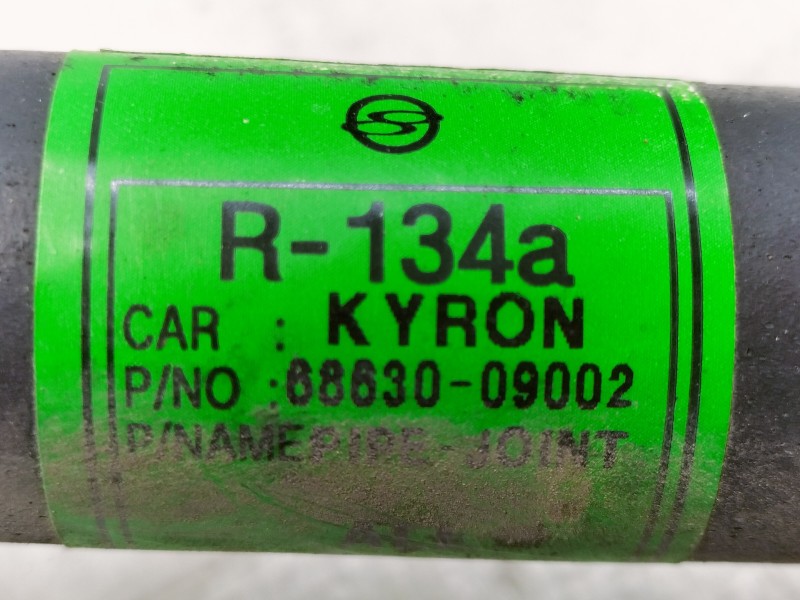 R-134a
CAR : KYRON
P/NO :68630-09002
P/NAME PIPE-JOINT